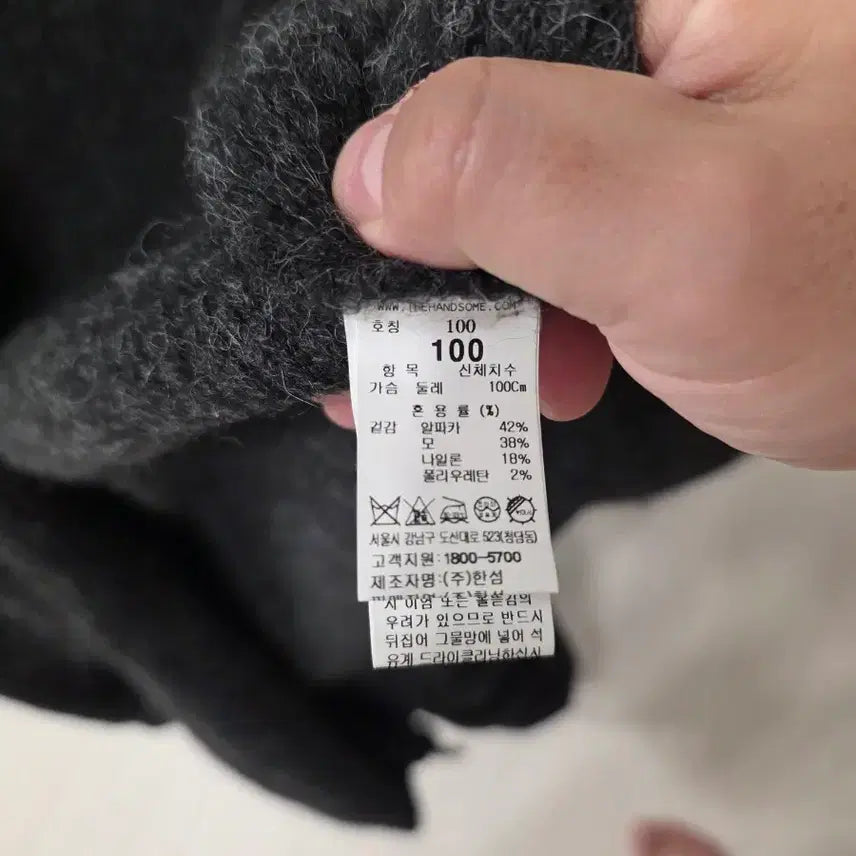 WWW.THEHANDSOME.COM
호칭 100
100
항 목 신체치수
가슴 둘레 100Cm
혼 용 률 (%)
겉감 알파카 42%
모 38%
나일론 18%
폴리우레탄 2%
서울시 강남구 도산대로 523(청담동)
고객지원:1800-5700
제조자명:(주)한섬
우려가 있으므로 반드시
뒤집어 그물망에 넣어 석
유계 드라이클리닝하십시